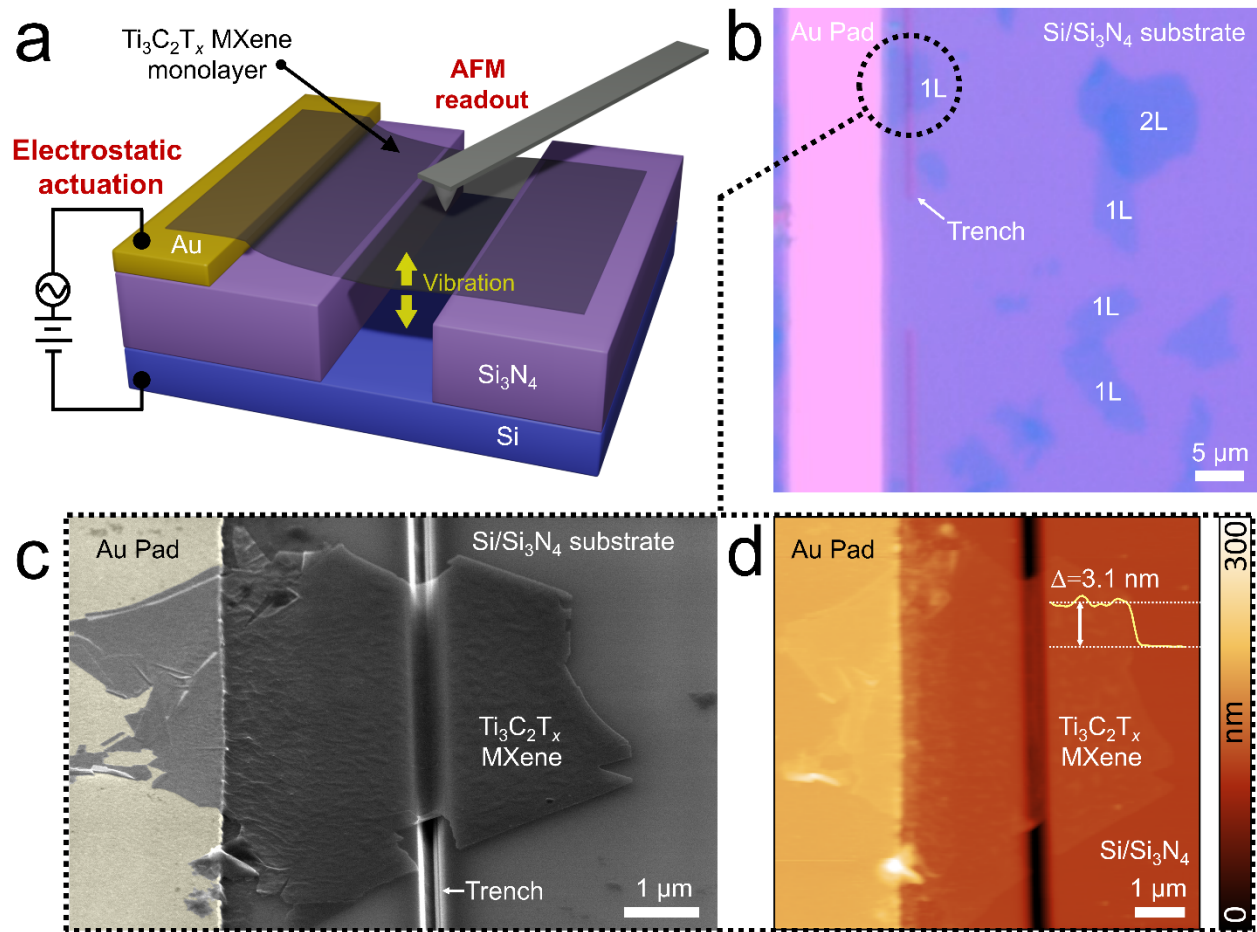 a
Ti₃C₂Tₓ MXene
monolayer
AFM
readout
Electrostatic
actuation
Au
Vibration
Si₃N₄
Si
b
Au Pad
Si/Si₃N₄ substrate
1L
2L
1L
Trench
1L
1L
5 µm
c
Au Pad
Si/Si₃N₄ substrate
Ti₃C₂Tₓ
MXene
Trench
1 µm
d
Au Pad
Δ=3.1 nm
Ti₃C₂Tₓ
MXene
Si/Si₃N₄
1 µm
300
nm
0